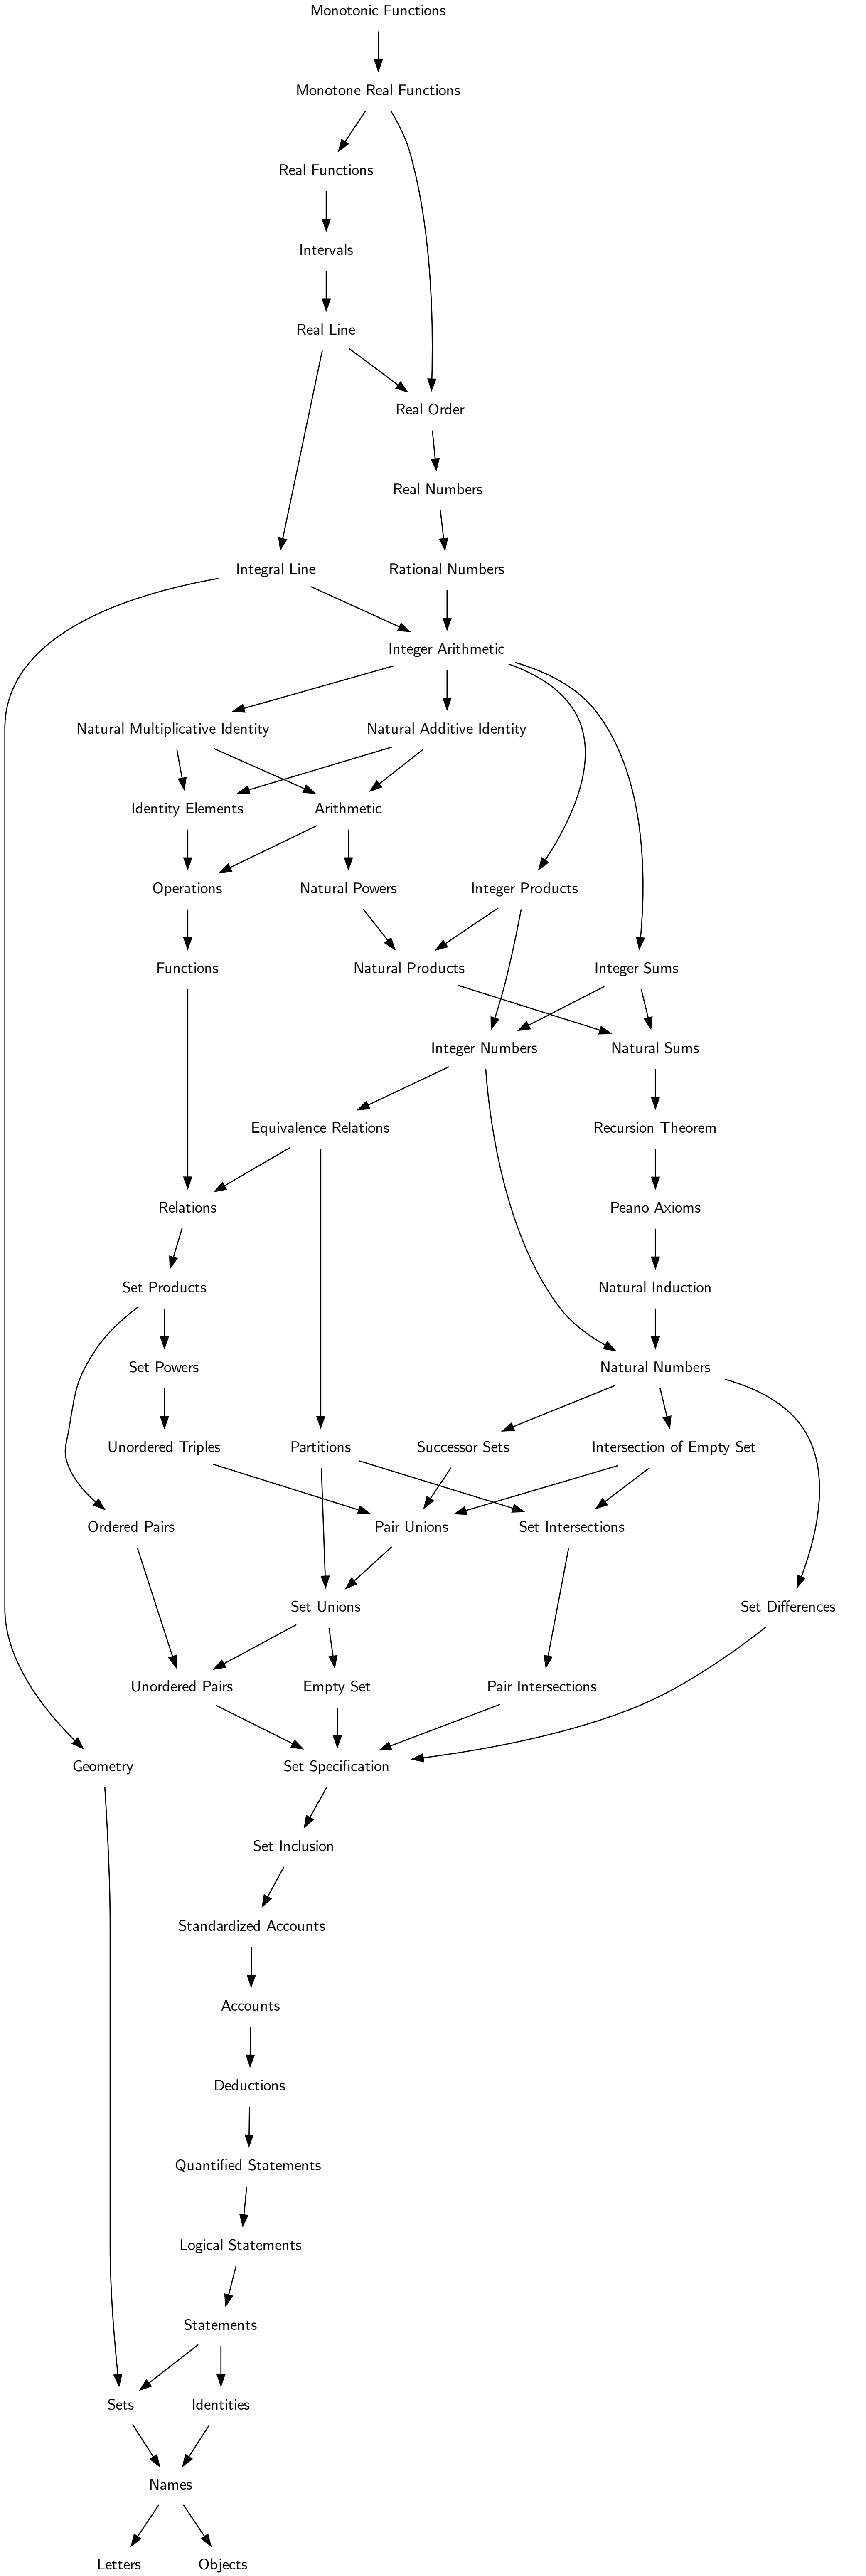 Monotonic Functions
Monotone Real Functions
Real Functions
Intervals
Real Line
Real Order
Real Numbers
Integral Line
Rational Numbers
Integer Arithmetic
Natural Multiplicative Identity
Natural Additive Identity
Identity Elements
Arithmetic
Operations
Natural Powers
Integer Products
Functions
Natural Products
Integer Sums
Integer Numbers
Natural Sums
Equivalence Relations
Recursion Theorem
Relations
Peano Axioms
Set Products
Natural Induction
Set Powers
Natural Numbers
Unordered Triples
Partitions
Successor Sets
Intersection of Empty Set
Ordered Pairs
Pair Unions
Set Intersections
Set Unions
Set Differences
Unordered Pairs
Empty Set
Pair Intersections
Geometry
Set Specification
Set Inclusion
Standardized Accounts
Accounts
Deductions
Quantified Statements
Logical Statements
Statements
Sets
Identities
Names
Letters
Objects